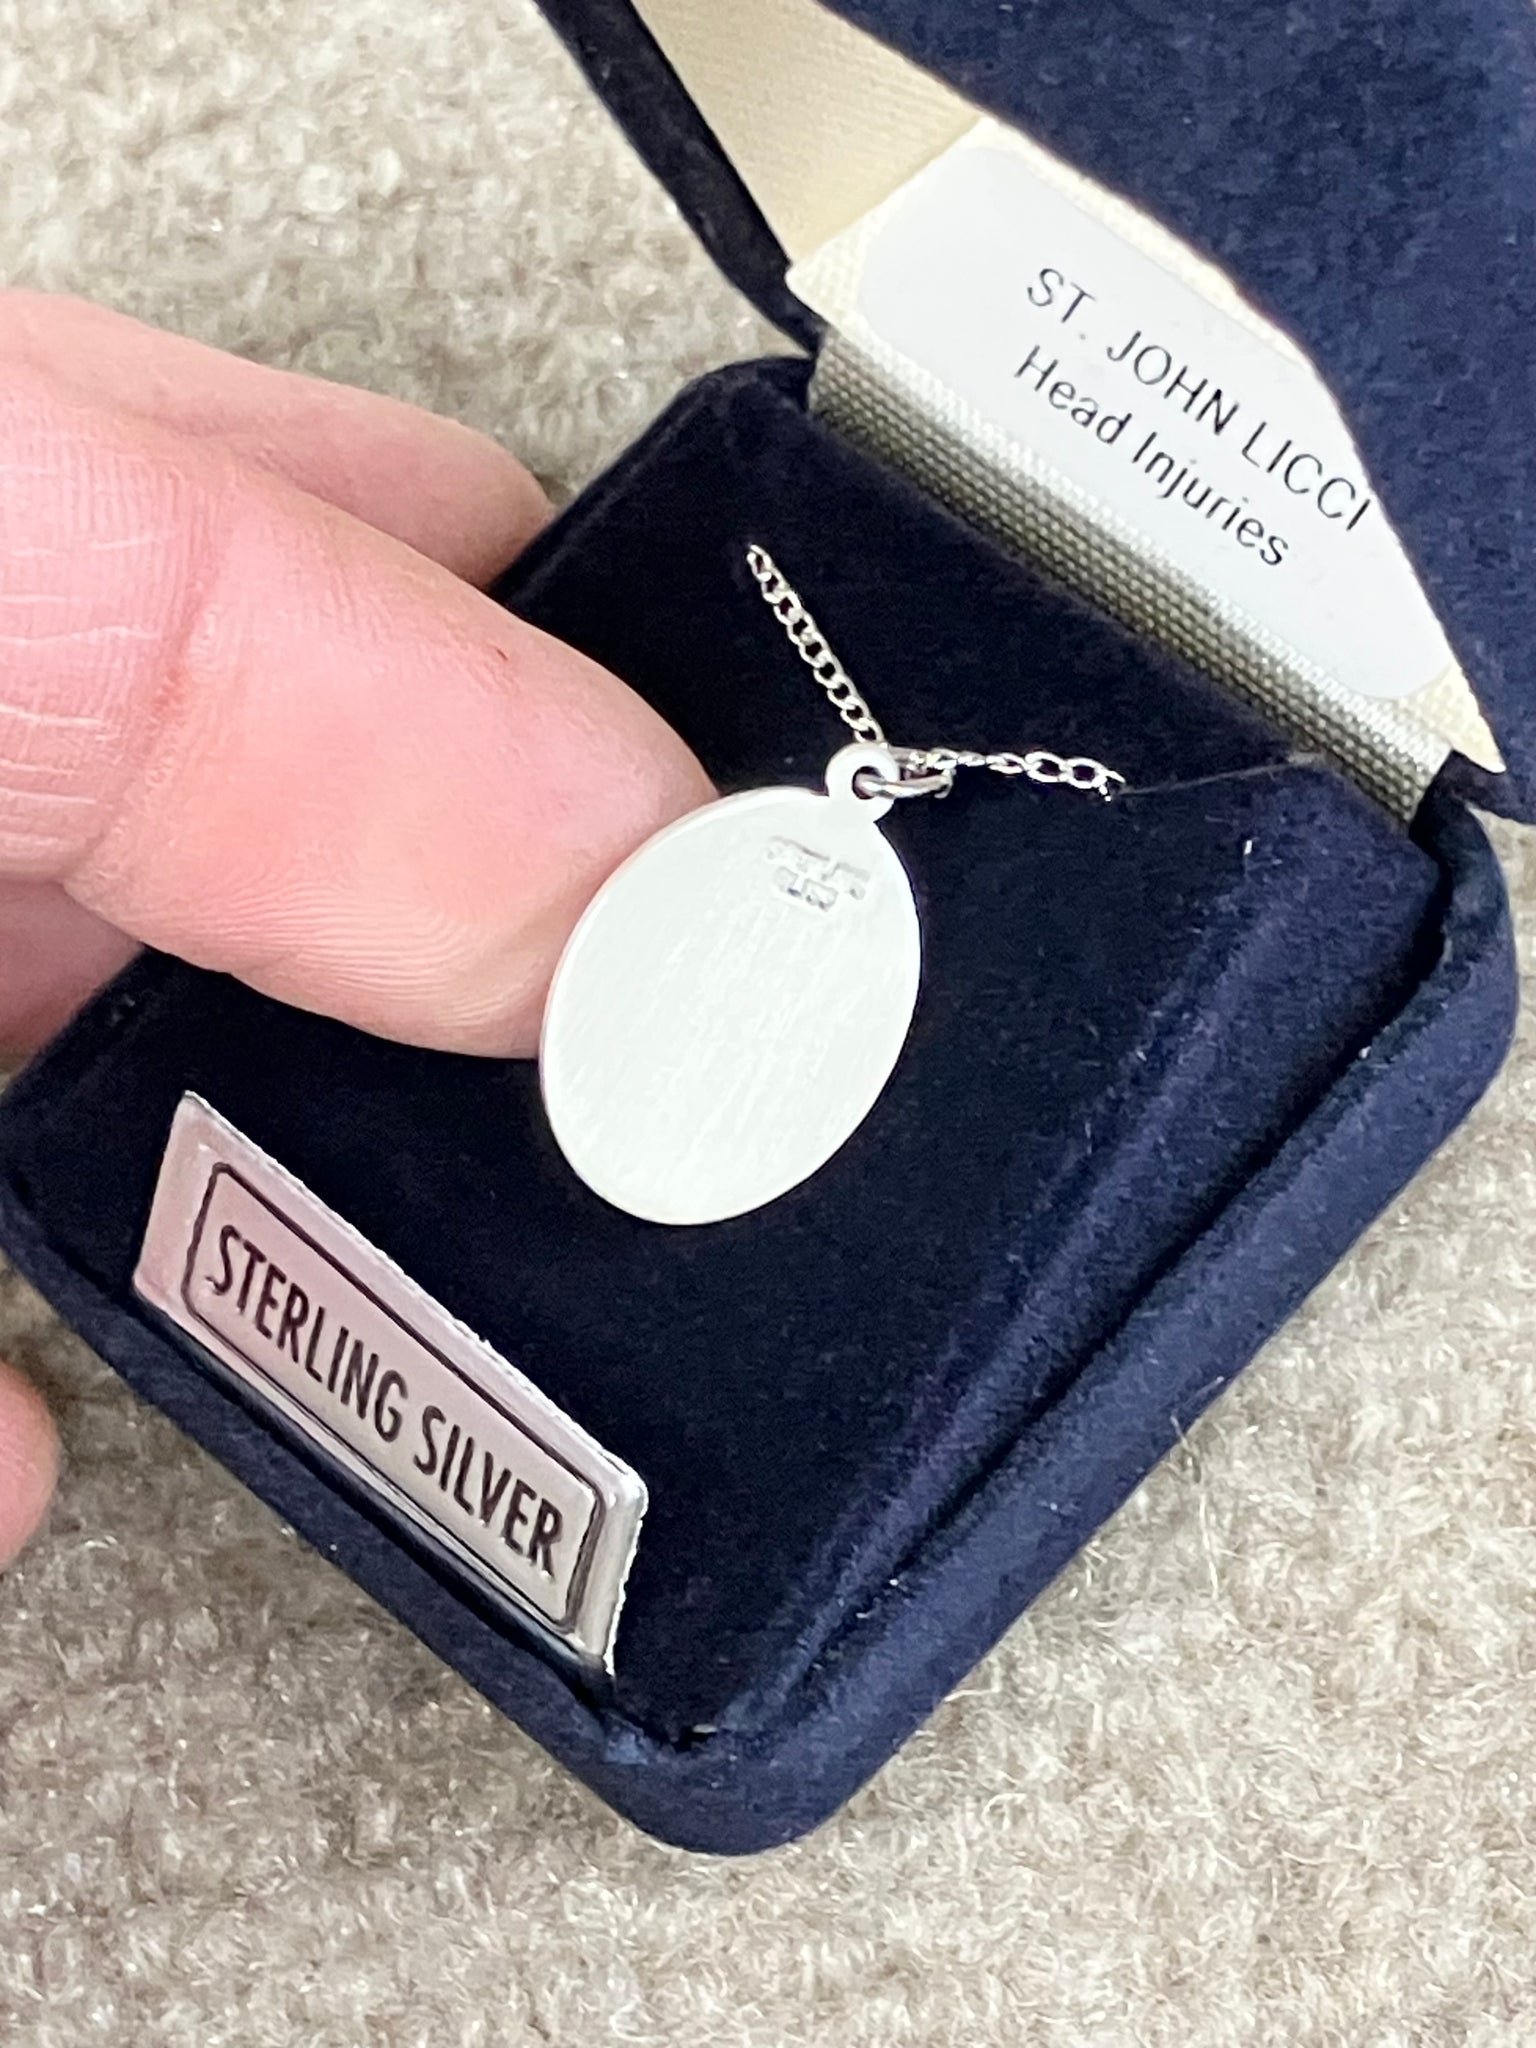 ST. JOHN LICCI
Head Injuries
STERLING SILVER